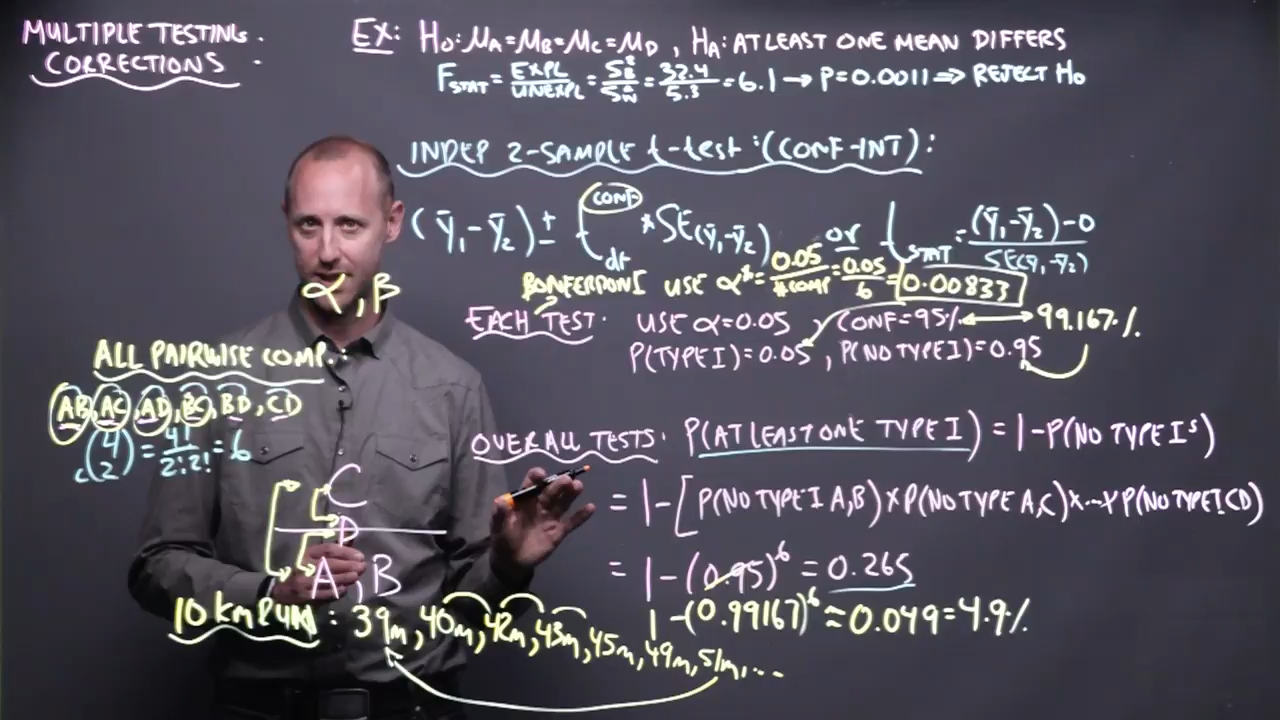 MULTIPLE TESTING
CORRECTIONS
EX: H₀: μA=μB=μC=μD, HA: AT LEAST ONE MEAN DIFFERS
FSTAT = EXPL/UNEXPL = S²B/S²W = 32.4/5.3 = 6.1 → P=0.0011 ⇒ REJECT H₀
INDEP 2-SAMPLE t-test: (CONF-INT):
(ȳ₁-ȳ₂) ± t CONF df * SE(ȳ₁-ȳ₂) or t STAT = (ȳ₁-ȳ₂)-0 / SE(ȳ₁-ȳ₂)
BONFERRONI USE α* = 0.05/#COMP = 0.05/6 = 0.00833
α, β
EACH TEST: USE α=0.05 CONF=95% ↔ 99.167%
P(TYPE I)=0.05, P(NO TYPE I)=0.95
ALL PAIRWISE COMP.:
AB, AC, AD, BC, BD, CD
(4 2) = 4!/2!2! = 6
OVERALL TESTS: P(AT LEAST ONE TYPE I) = 1-P(NO TYPE Iˢ)
= 1-[P(NO TYPE I A,B)×P(NO TYPE A,C)×...×P(NO TYPE I CD)
C
D
A, B
= 1-(0.95)⁶ = 0.265
10 km RUN: 39m, 40m, 42m, 43m, 45m, 49m, 51m, ...
1-(0.99167)⁶ ≈ 0.049 = 4.9%